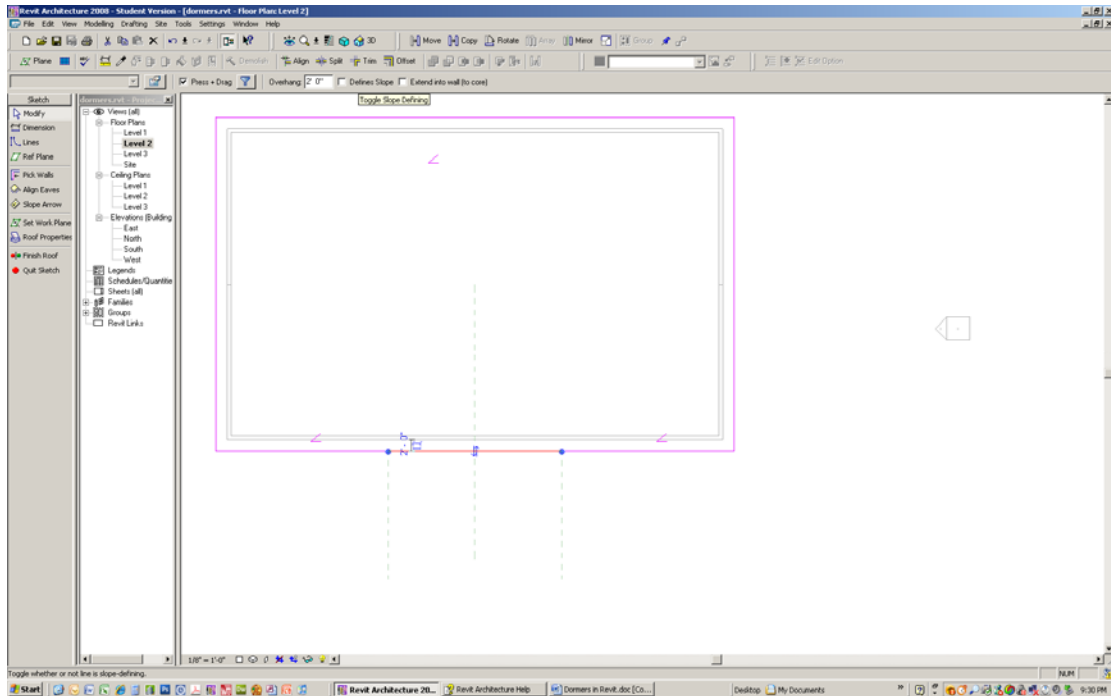 Revit Architecture 2008 - Student Version - [dormers.rvt - Floor Plan: Level 2]
File Edit View Modelling Drafting Site Tools Settings Window Help
3D Move Copy Rotate Array Mirror Group
Plane Demolish Align Split Trim Offset Edit Option
Press + Drag Overhang: 2' 0" Defines Slope Extend into wall (to core)
Toggle Slope Defining
Sketch
Modify
Dimension
Lines
Ref Plane
Pick Walls
Align Eaves
Slope Arrow
Set Work Plane
Roof Properties
Finish Roof
Quit Sketch
dormers.rvt - Projec
Views (all)
Floor Plans
Level 1
Level 2
Level 3
Site
Ceiling Plans
Level 1
Level 2
Level 3
Elevations (Building
East
North
South
West
Legends
Schedules/Quantitie
Sheets (all)
Families
Groups
Revit Links
1/8" = 1'-0"
Toggle whether or not line is slope-defining.
NUM
Start Revit Architecture 20... Revit Architecture Help Dormers in Revit.doc [Co... Desktop My Documents » 9:30 PM